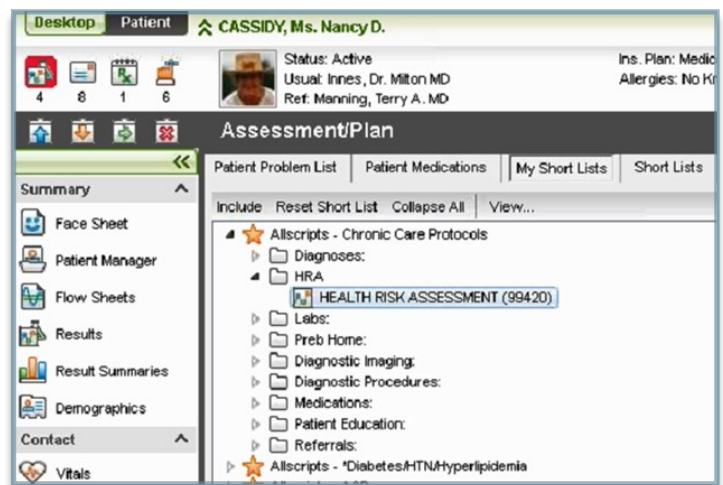 Desktop Patient CASSIDY, Ms. Nancy D.
Status: Active Ins. Plan:
Usual: Innes, Dr. Milton MD Allergies: No
Ref: Manning, Terry A. MD
4 8 1 6
Assessment/Plan
Patient Problem List Patient Medications My Short Lists Short Lists
Summary
Include Reset Short List Collapse All View...
Face Sheet
Patient Manager
Flow Sheets
Results
Result Summaries
Demographics
Contact
Vitals
Allscripts - Chronic Care Protocols
Diagnoses:
HRA
HEALTH RISK ASSESSMENT (99420)
Labs:
Preb Home:
Diagnostic Imaging:
Diagnostic Procedures:
Medications:
Patient Education:
Referrals:
Allscripts - *Diabetes/HTN/Hyperlipidemia